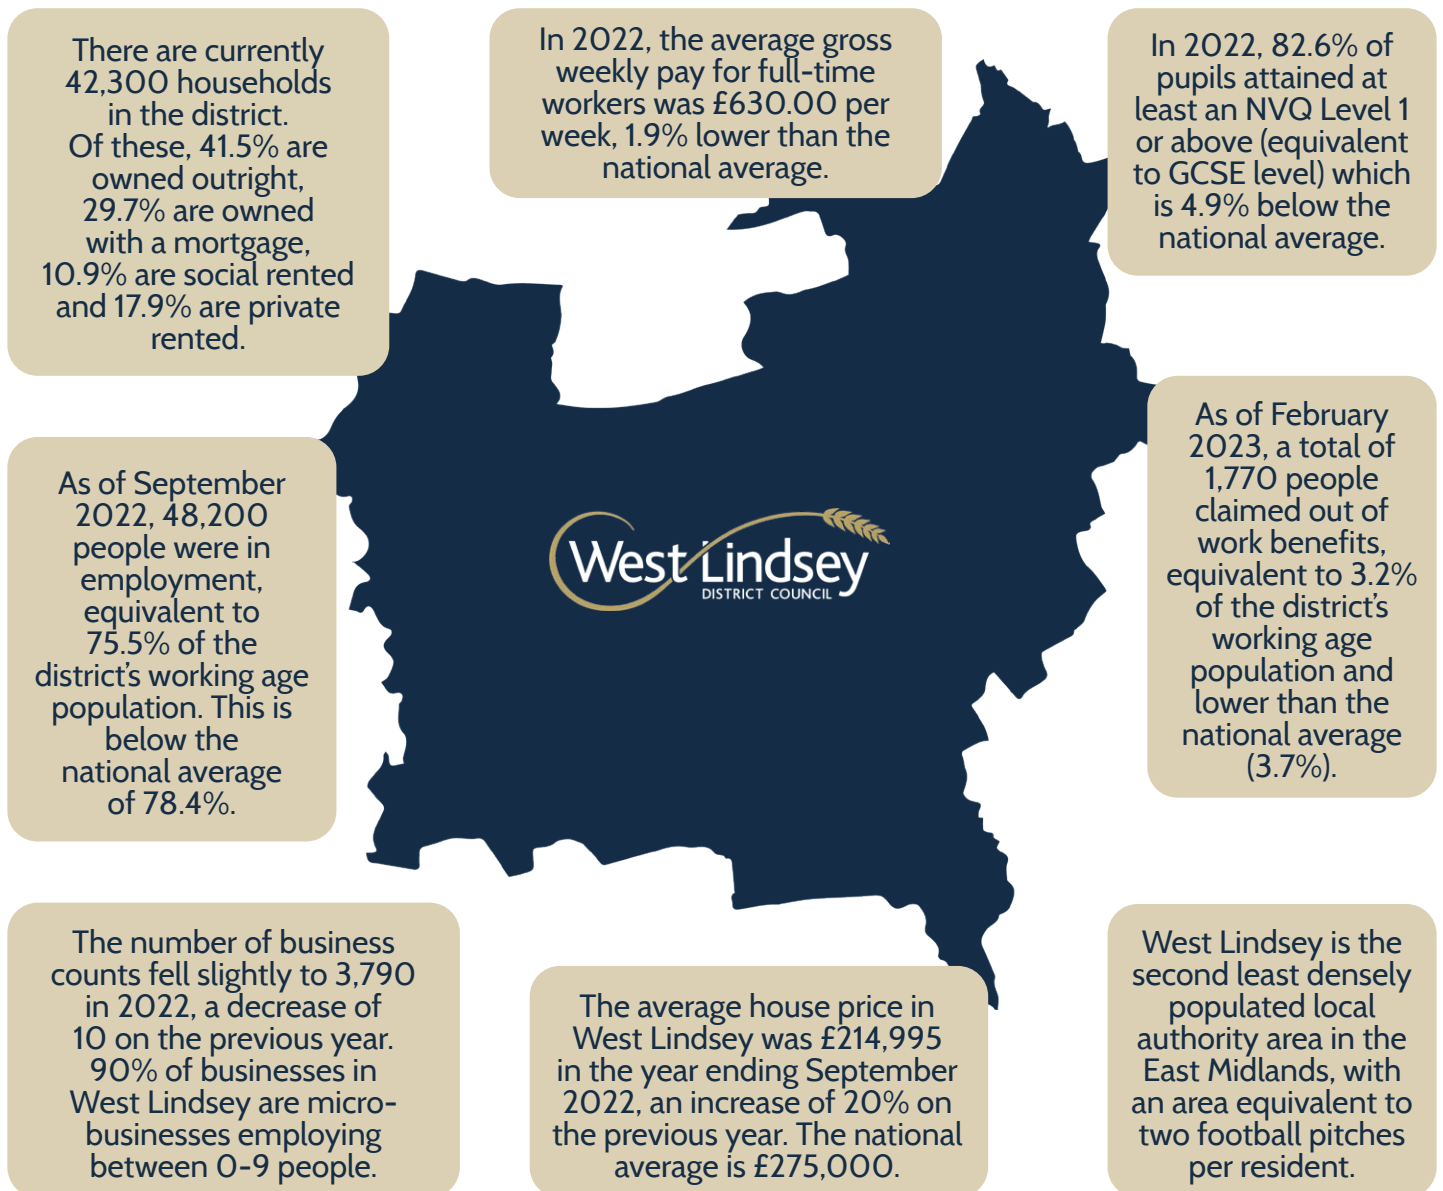 There are currently
42,300 households
in the district.
Of these, 41.5% are
owned outright,
29.7% are owned
with a mortgage,
10.9% are social rented
and 17.9% are private
rented.
In 2022, the average gross
weekly pay for full-time
workers was £630.00 per
week, 1.9% lower than the
national average.
In 2022, 82.6% of
pupils attained at
least an NVQ Level 1
or above (equivalent
to GCSE level) which
is 4.9% below the
national average.
As of September
2022, 48,200
people were in
employment,
equivalent to
75.5% of the
district's working age
population. This is
below the
national average
of 78.4%.
West Lindsey
DISTRICT COUNCIL
As of February
2023, a total of
1,770 people
claimed out of
work benefits,
equivalent to 3.2%
of the district's
working age
population and
lower than the
national average
(3.7%).
The number of business
counts fell slightly to 3,790
in 2022, a decrease of
10 on the previous year.
90% of businesses in
West Lindsey are micro-
businesses employing
between 0-9 people.
The average house price in
West Lindsey was £214,995
in the year ending September
2022, an increase of 20% on
the previous year. The national
average is £275,000.
West Lindsey is the
second least densely
populated local
authority area in the
East Midlands, with
an area equivalent to
two football pitches
per resident.